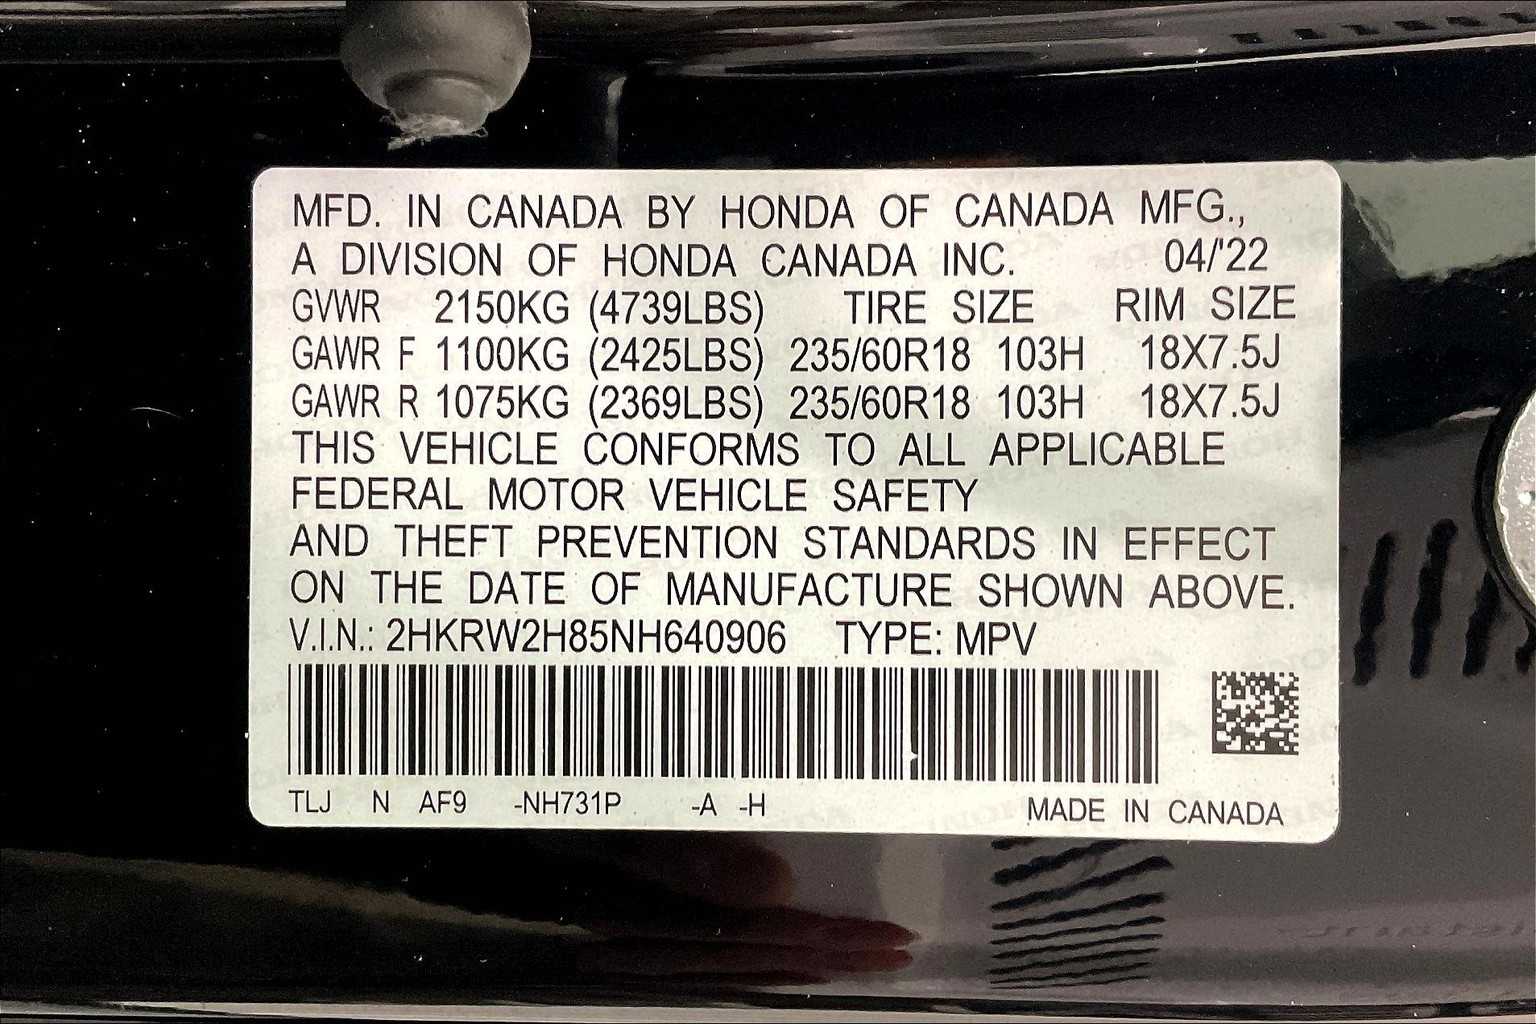 MFD. IN CANADA BY HONDA OF CANADA MFG.,
A DIVISION OF HONDA CANADA INC. 04/'22
GVWR 2150KG (4739LBS) TIRE SIZE RIM SIZE
GAWR F 1100KG (2425LBS) 235/60R18 103H 18X7.5J
GAWR R 1075KG (2369LBS) 235/60R18 103H 18X7.5J
THIS VEHICLE CONFORMS TO ALL APPLICABLE
FEDERAL MOTOR VEHICLE SAFETY
AND THEFT PREVENTION STANDARDS IN EFFECT
ON THE DATE OF MANUFACTURE SHOWN ABOVE.
V.I.N.: 2HKRW2H85NH640906 TYPE: MPV
TLJ N AF9 -NH731P -A -H MADE IN CANADA